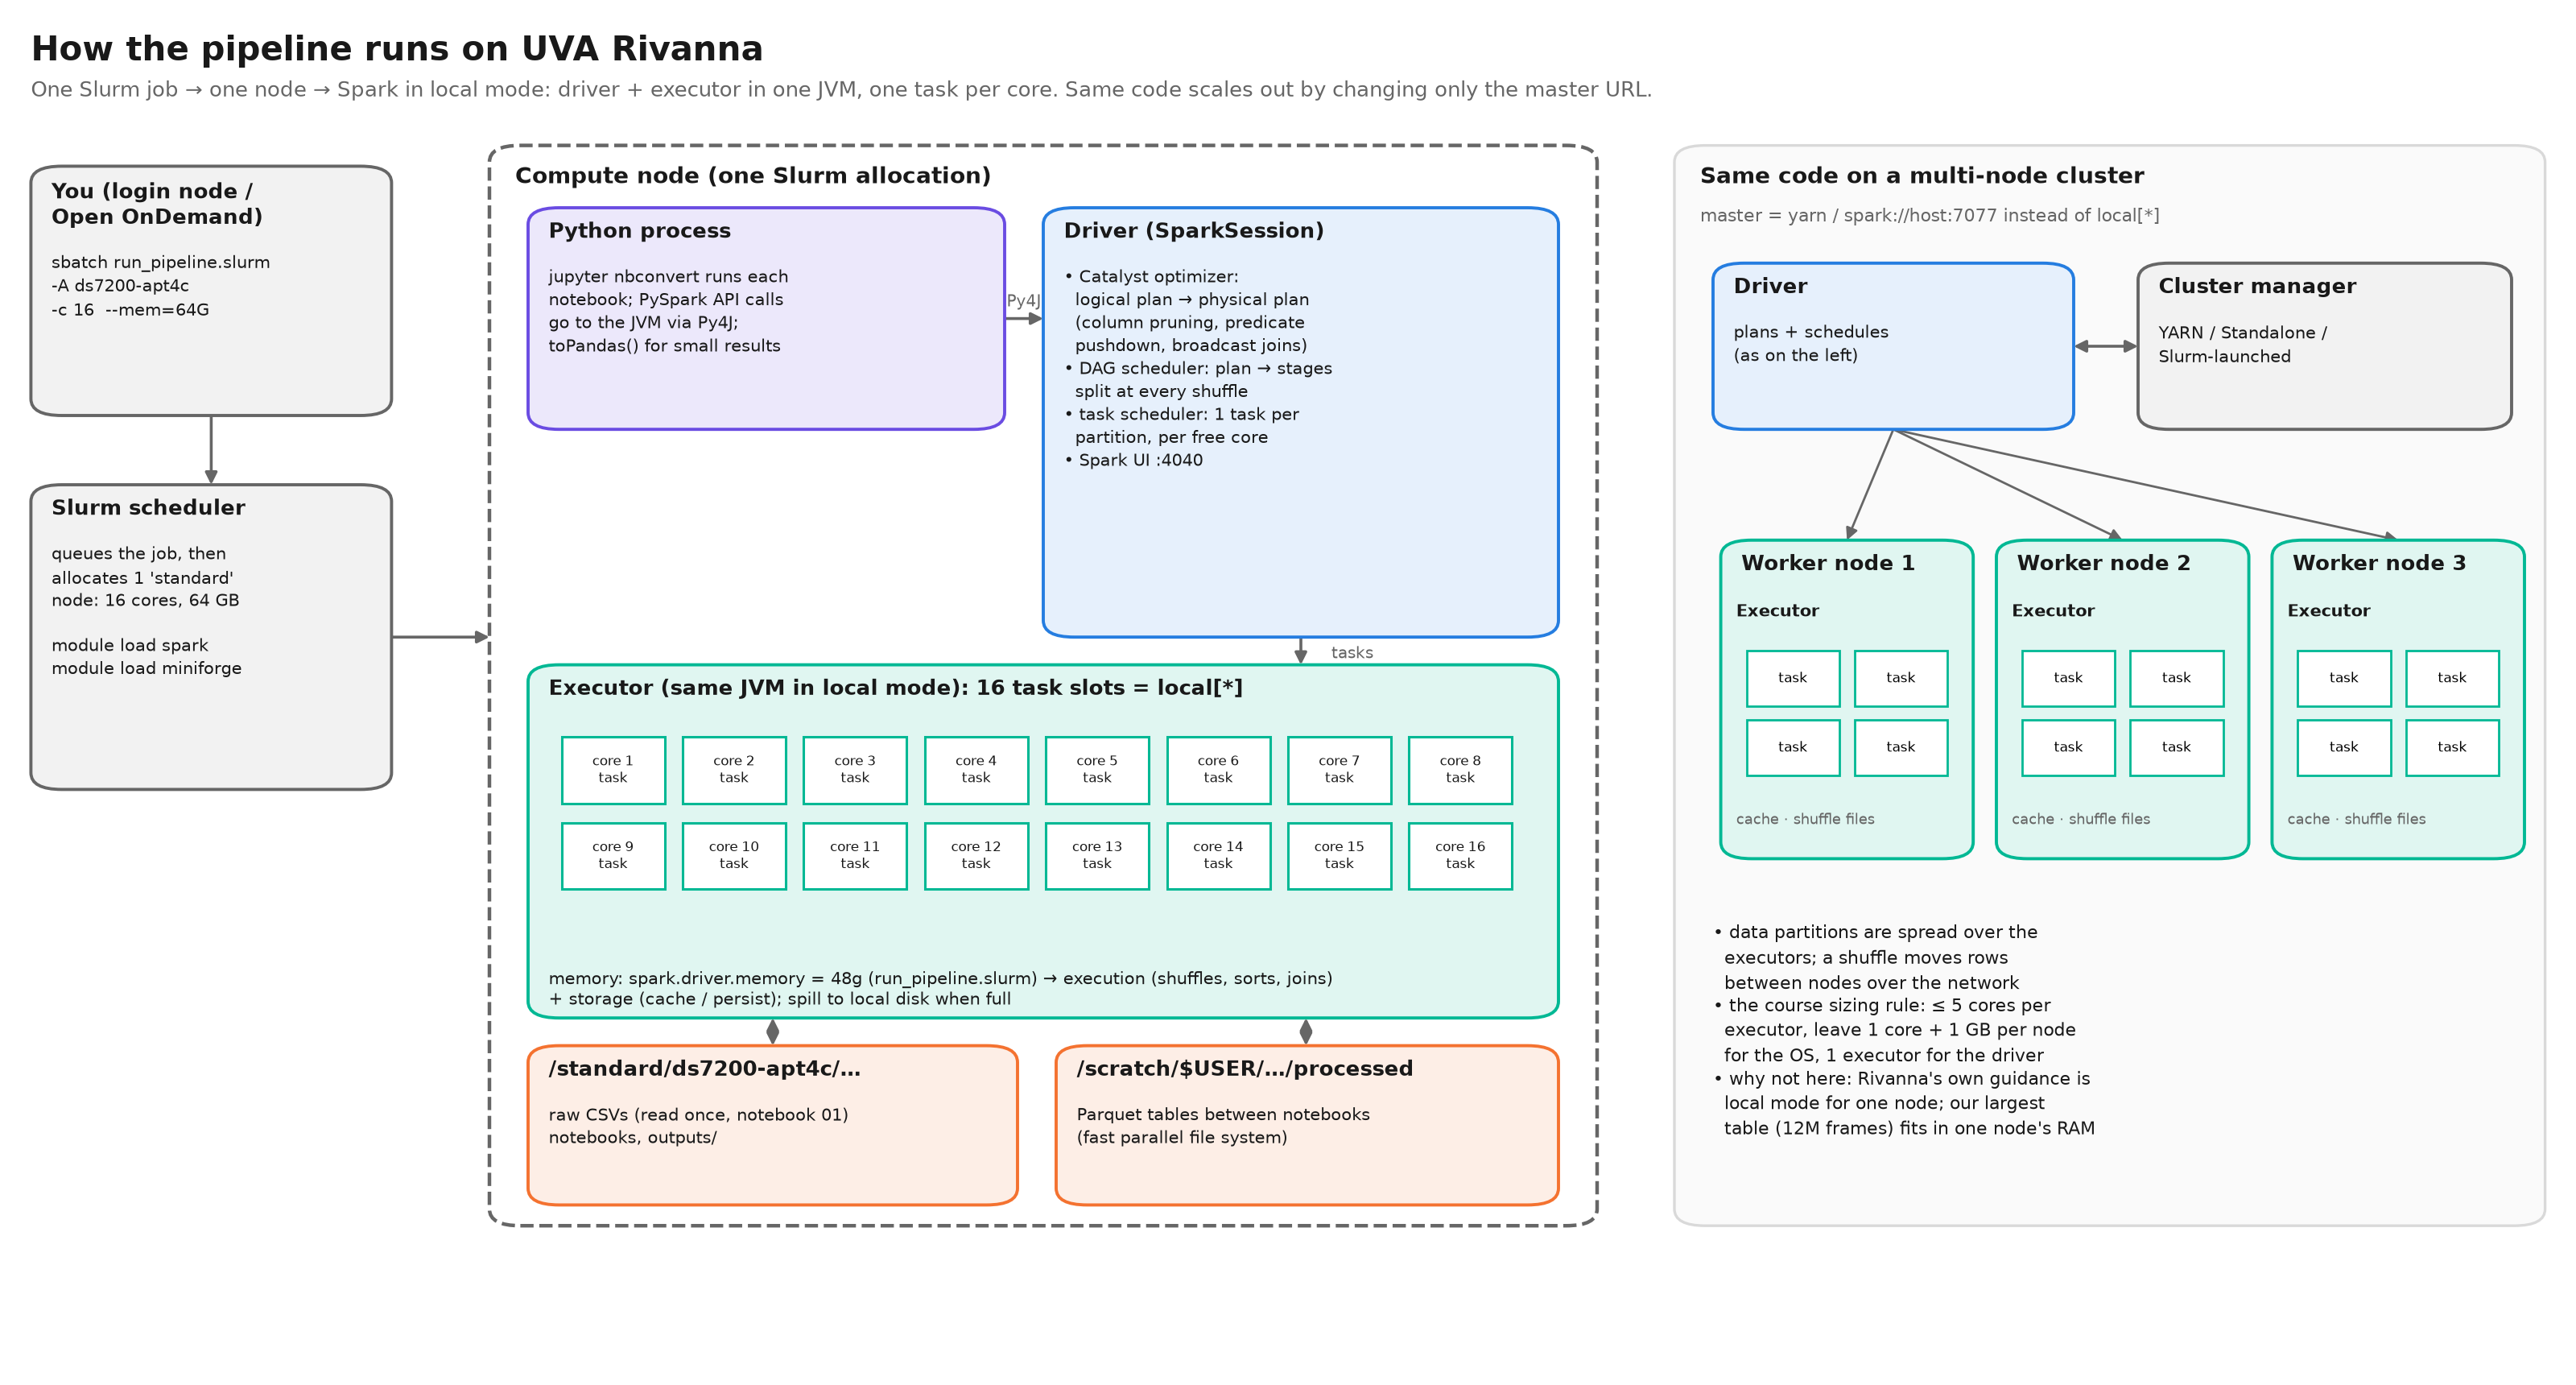 How the pipeline runs on UVA Rivanna
One Slurm job → one node → Spark in local mode: driver + executor in one JVM, one task per core. Same code scales out by changing only the master URL.
You (login node /
Open OnDemand)
sbatch run_pipeline.slurm
-A ds7200-apt4c
-c 16  --mem=64G
Slurm scheduler
queues the job, then
allocates 1 'standard'
node: 16 cores, 64 GB
module load spark
module load miniforge
Compute node (one Slurm allocation)
Python process
jupyter nbconvert runs each
notebook; PySpark API calls
go to the JVM via Py4J;
toPandas() for small results
Py4J
Driver (SparkSession)
• Catalyst optimizer:
logical plan → physical plan
(column pruning, predicate
pushdown, broadcast joins)
• DAG scheduler: plan → stages
split at every shuffle
• task scheduler: 1 task per
partition, per free core
• Spark UI :4040
tasks
Executor (same JVM in local mode): 16 task slots = local[*]
core 1
task
core 2
task
core 3
task
core 4
task
core 5
task
core 6
task
core 7
task
core 8
task
core 9
task
core 10
task
core 11
task
core 12
task
core 13
task
core 14
task
core 15
task
core 16
task
memory: spark.driver.memory = 48g (run_pipeline.slurm) → execution (shuffles, sorts, joins)
+ storage (cache / persist); spill to local disk when full
/standard/ds7200-apt4c/…
raw CSVs (read once, notebook 01)
notebooks, outputs/
/scratch/$USER/…/processed
Parquet tables between notebooks
(fast parallel file system)
Same code on a multi-node cluster
master = yarn / spark://host:7077 instead of local[*]
Driver
plans + schedules
(as on the left)
Cluster manager
YARN / Standalone /
Slurm-launched
Worker node 1
Executor
task
task
task
task
cache · shuffle files
Worker node 2
Executor
task
task
task
task
cache · shuffle files
Worker node 3
Executor
task
task
task
task
cache · shuffle files
• data partitions are spread over the
executors; a shuffle moves rows
between nodes over the network
• the course sizing rule: ≤ 5 cores per
executor, leave 1 core + 1 GB per node
for the OS, 1 executor for the driver
• why not here: Rivanna's own guidance is
local mode for one node; our largest
table (12M frames) fits in one node's RAM